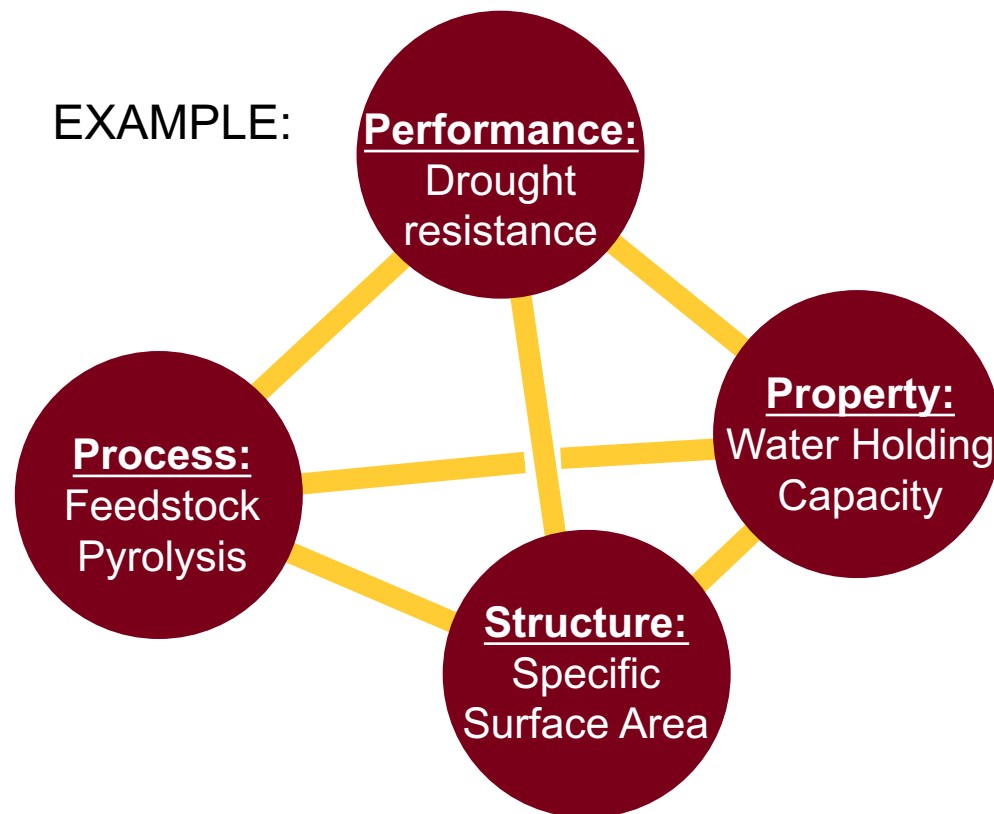 EXAMPLE:
Performance:
Drought
resistance
Property:
Water Holding
Capacity
Process:
Feedstock
Pyrolysis
Structure:
Specific
Surface Area